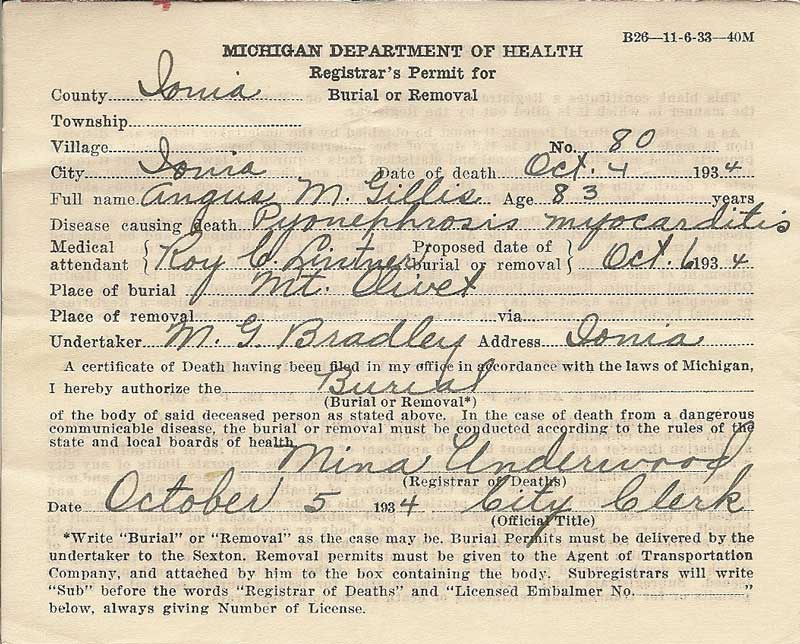 B26—11-6-33—40M
MICHIGAN DEPARTMENT OF HEALTH
Registrar's Permit for
County Ionia Burial or Removal
Township
Village No. 80
City Ionia Date of death Oct. 4 1934
Full name Angus M. Gillis Age 83 years
Disease causing death Pyonephrosis myocarditis
Medical attendant { Roy C. Lintner Proposed date of burial or removal } Oct. 6 1934
Place of burial Mt. Olivet
Place of removal via
Undertaker M. G. Bradley Address Ionia
A certificate of Death having been filed in my office in accordance with the laws of Michigan,
I hereby authorize the Burial
(Burial or Removal*)
of the body of said deceased person as stated above. In the case of death from a dangerous
communicable disease, the burial or removal must be conducted according to the rules of the
state and local boards of health.
Mina Underwood
(Registrar of Deaths)
Date October 5 1934 City Clerk
(Official Title)
*Write "Burial" or "Removal" as the case may be. Burial Permits must be delivered by the
undertaker to the Sexton. Removal permits must be given to the Agent of Transportation
Company, and attached by him to the box containing the body. Subregistrars will write
"Sub" before the words "Registrar of Deaths" and "Licensed Embalmer No. "
below, always giving Number of License.